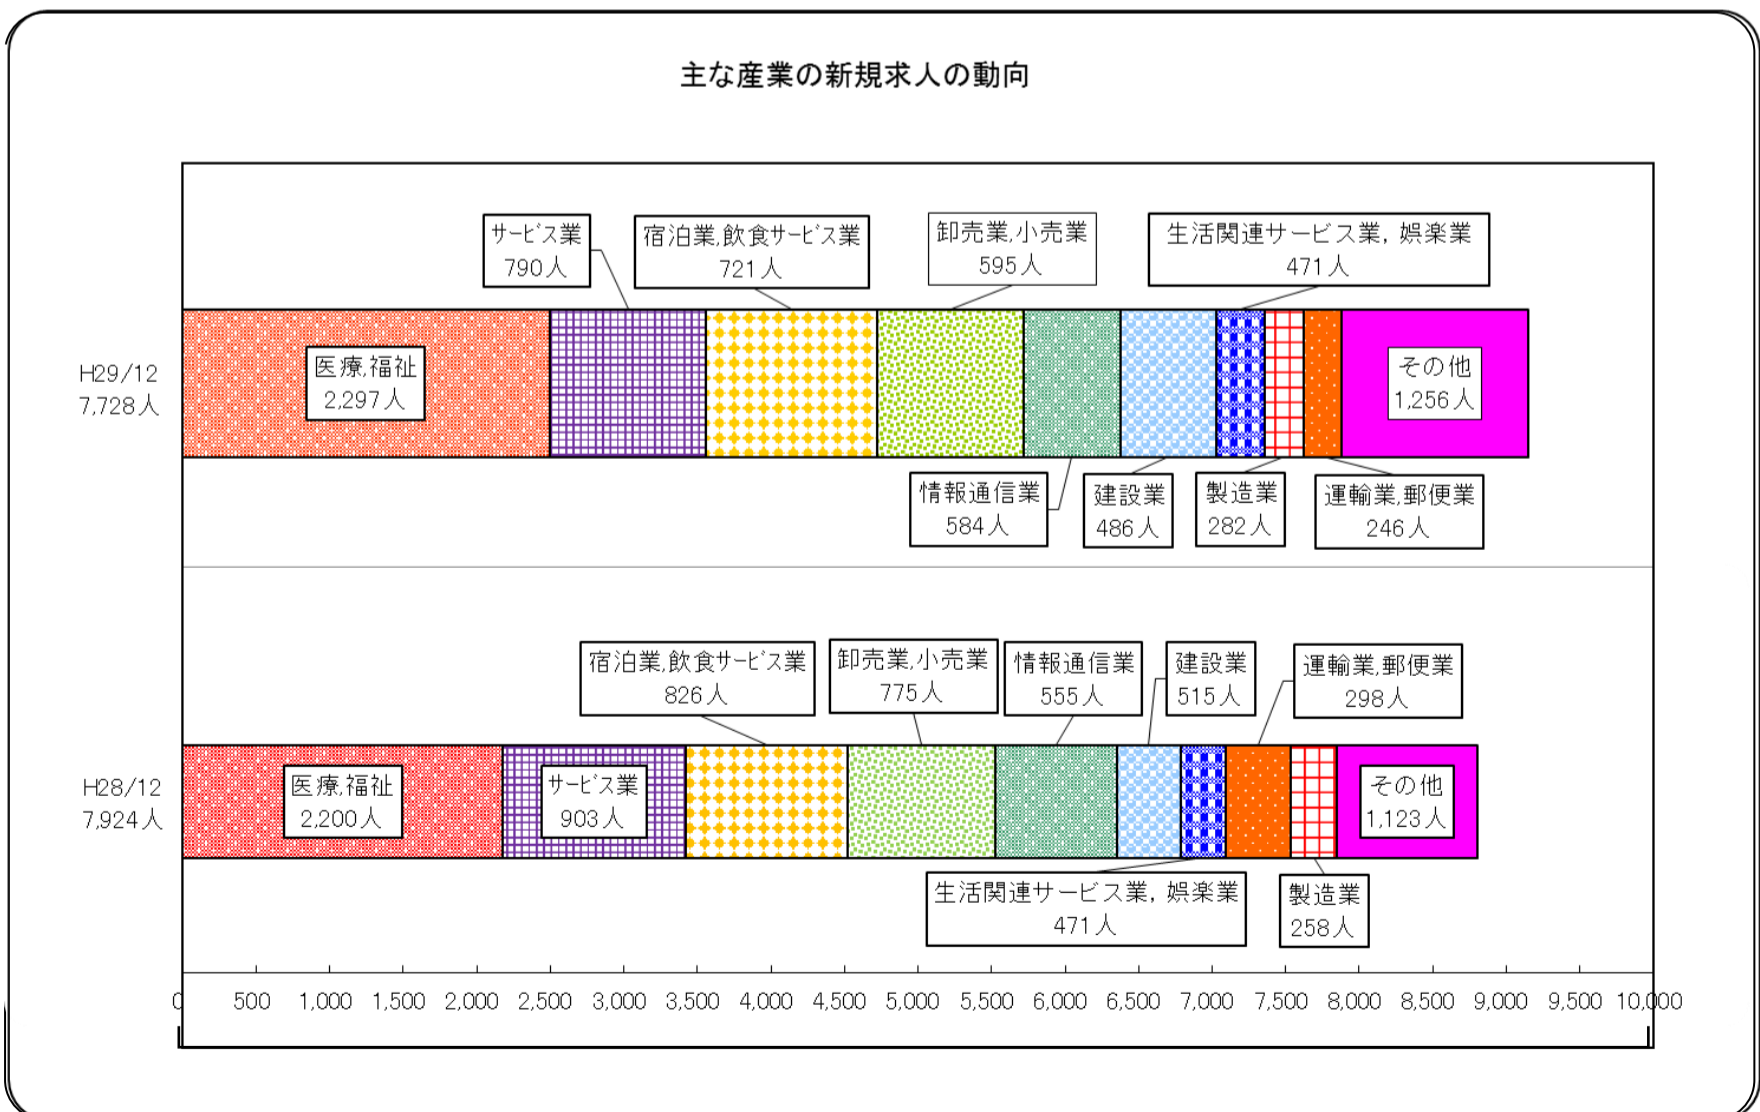 主な産業の新規求人の動向
サービス業
790人
宿泊業,飲食サービス業
721人
卸売業,小売業
595人
生活関連サービス業,娯楽業
471人
H29/12
7,728人
医療,福祉
2,297人
その他
1,256人
情報通信業
584人
建設業
486人
製造業
282人
運輸業,郵便業
246人
宿泊業,飲食サービス業
826人
卸売業,小売業
775人
情報通信業
555人
建設業
515人
運輸業,郵便業
298人
H28/12
7,924人
医療,福祉
2,200人
サービス業
903人
その他
1,123人
生活関連サービス業,娯楽業
471人
製造業
258人
0 500 1,000 1,500 2,000 2,500 3,000 3,500 4,000 4,500 5,000 5,500 6,000 6,500 7,000 7,500 8,000 8,500 9,000 9,500 10,000